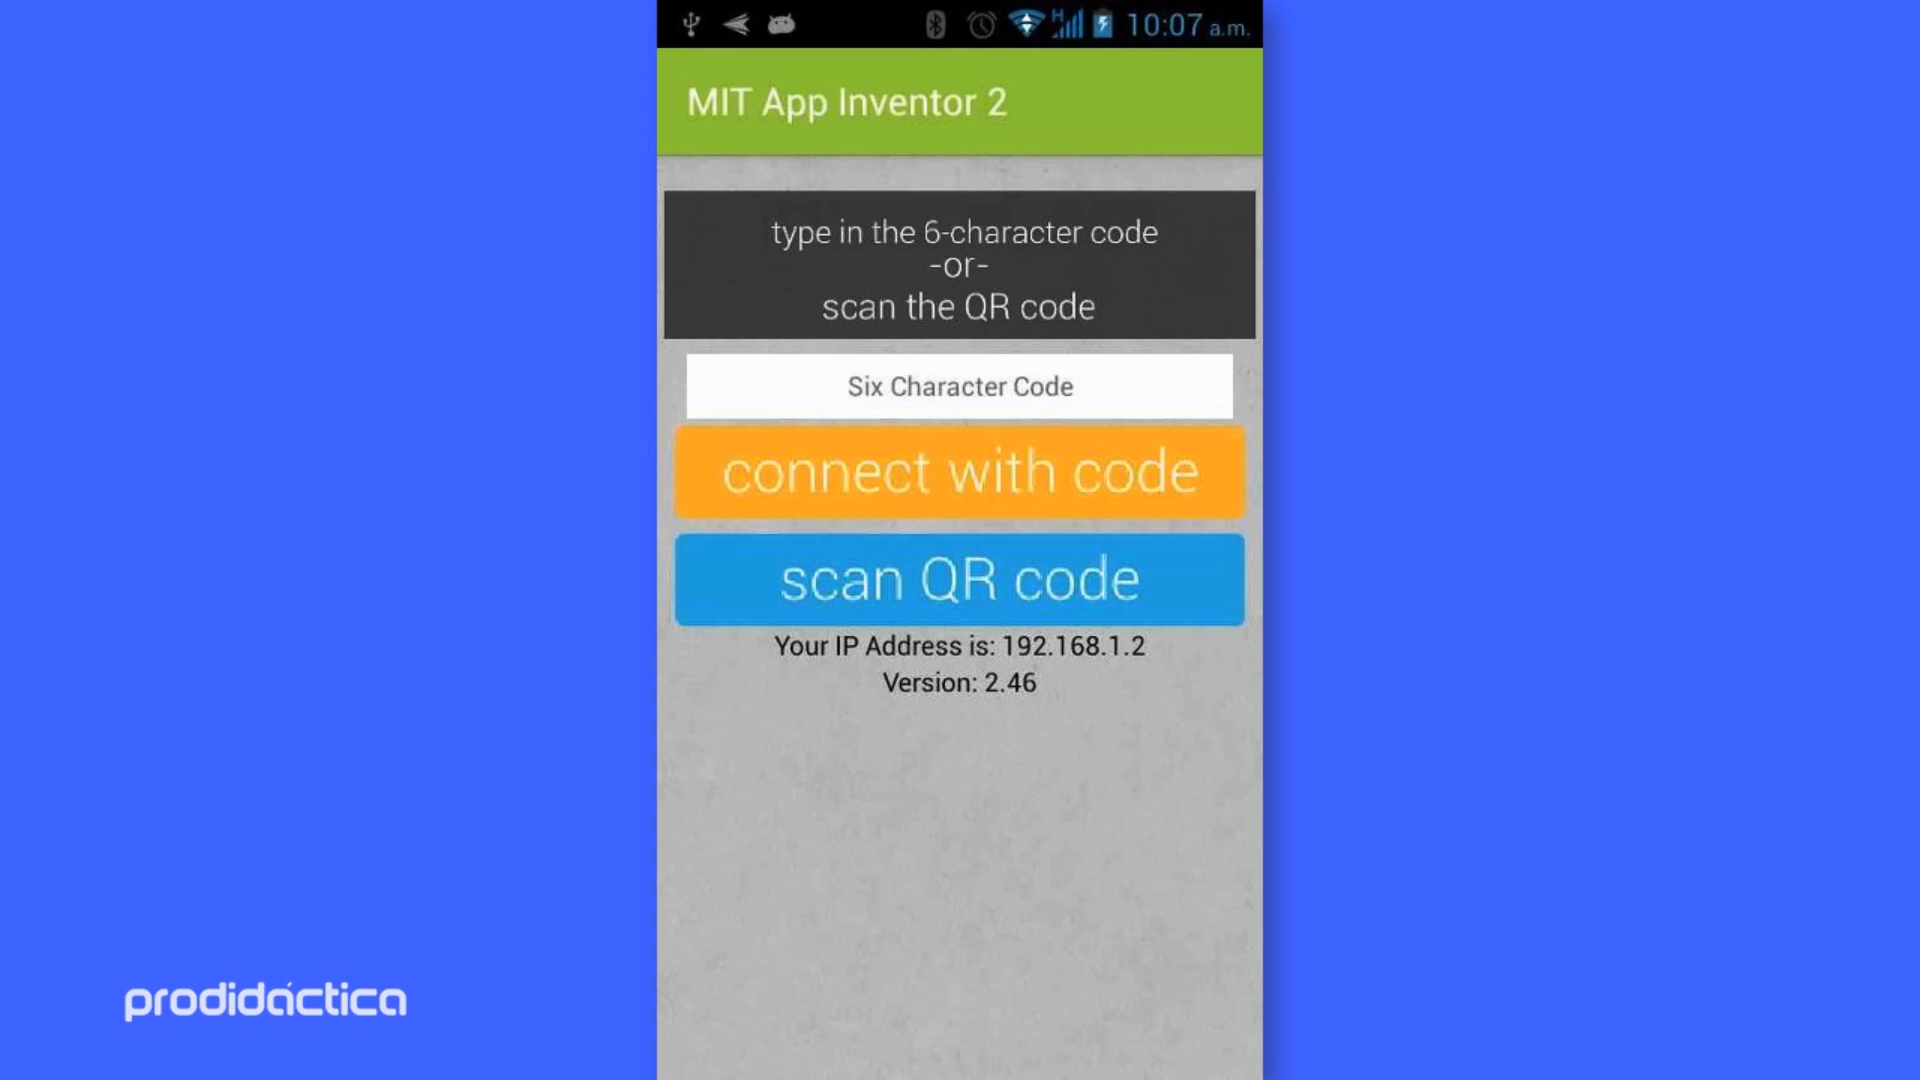 H 10:07 a.m.
MIT App Inventor 2
type in the 6-character code
-or-
scan the QR code
Six Character Code
connect with code
scan QR code
Your IP Address is: 192.168.1.2
Version: 2.46
prodidáctica